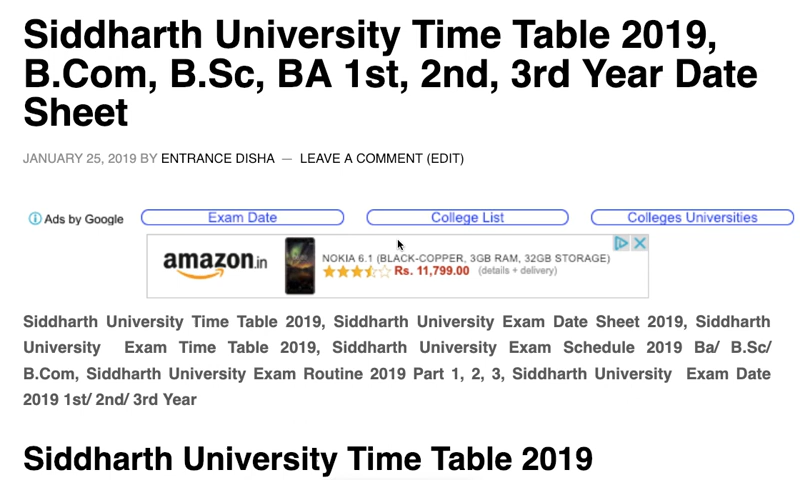 Siddharth University Time Table 2019,
B.Com, B.Sc, BA 1st, 2nd, 3rd Year Date
Sheet
JANUARY 25, 2019 BY ENTRANCE DISHA — LEAVE A COMMENT (EDIT)
Ads by Google Exam Date College List Colleges Universities
amazon.in
NOKIA 6.1 (BLACK-COPPER, 3GB RAM, 32GB STORAGE)
Rs. 11,799.00 (details + delivery)
Siddharth University Time Table 2019, Siddharth University Exam Date Sheet 2019, Siddharth
University Exam Time Table 2019, Siddharth University Exam Schedule 2019 Ba/ B.Sc/
B.Com, Siddharth University Exam Routine 2019 Part 1, 2, 3, Siddharth University Exam Date
2019 1st/ 2nd/ 3rd Year
Siddharth University Time Table 2019